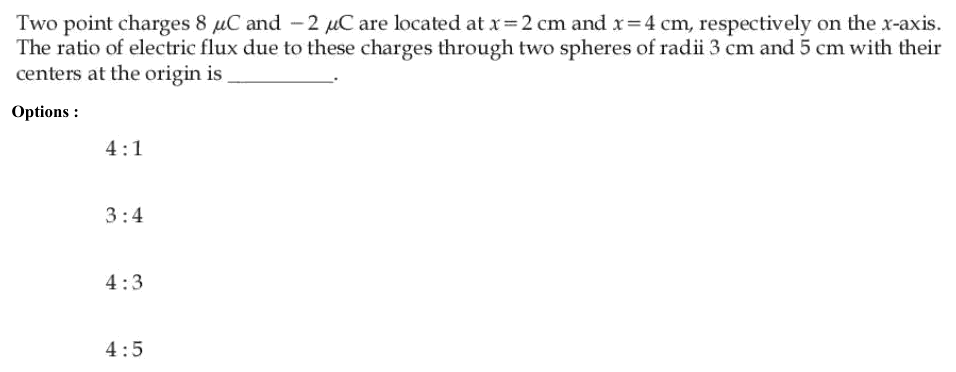 Two point charges 8 μC and −2 μC are located at x=2 cm and x=4 cm, respectively on the x-axis.
The ratio of electric flux due to these charges through two spheres of radii 3 cm and 5 cm with their
centers at the origin is __________.
Options :
4 : 1
3 : 4
4 : 3
4 : 5